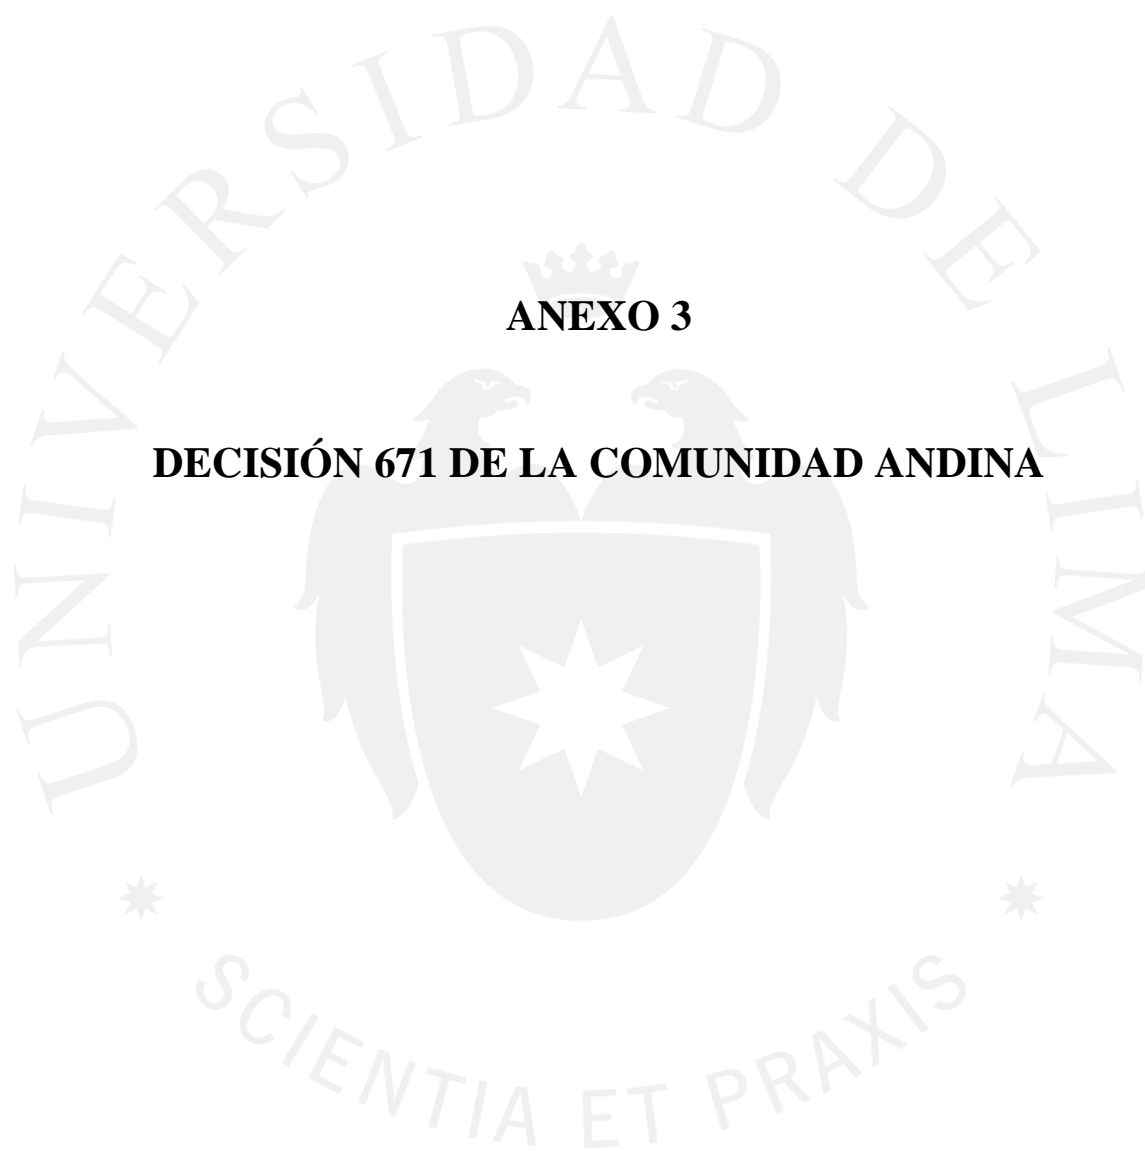 UNIVERSIDAD DE LIMA
ANEXO 3
DECISIÓN 671 DE LA COMUNIDAD ANDINA
SCIENTIA ET PRAXIS